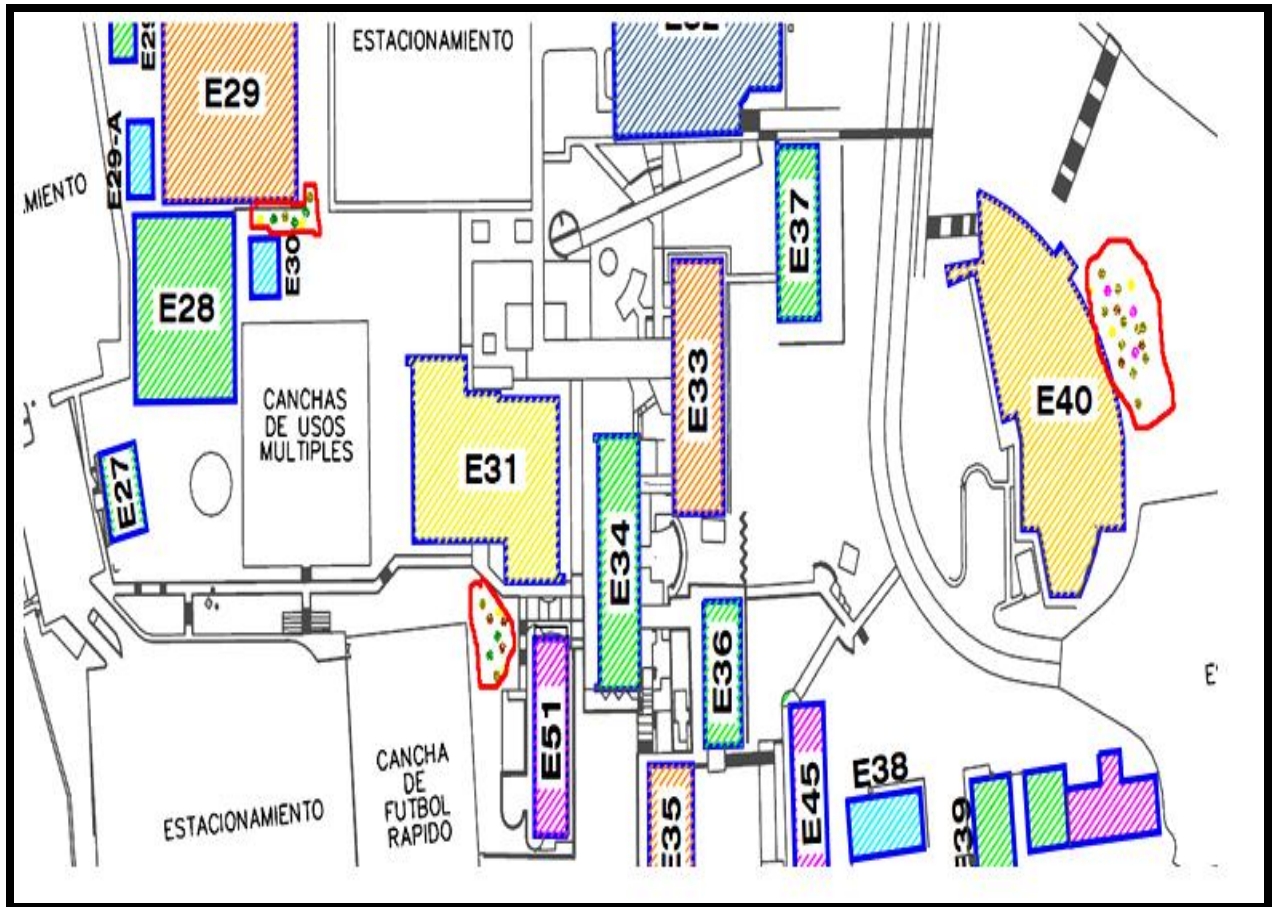 ESTACIONAMIENTO
E29
E29-A
E30
E28
E37
E33
CANCHAS
DE USOS
MULTIPLES
E40
E31
E27
E34
E36
E51
CANCHA
DE
FUTBOL
RAPIDO
ESTACIONAMIENTO
E45
E38
E35
E39